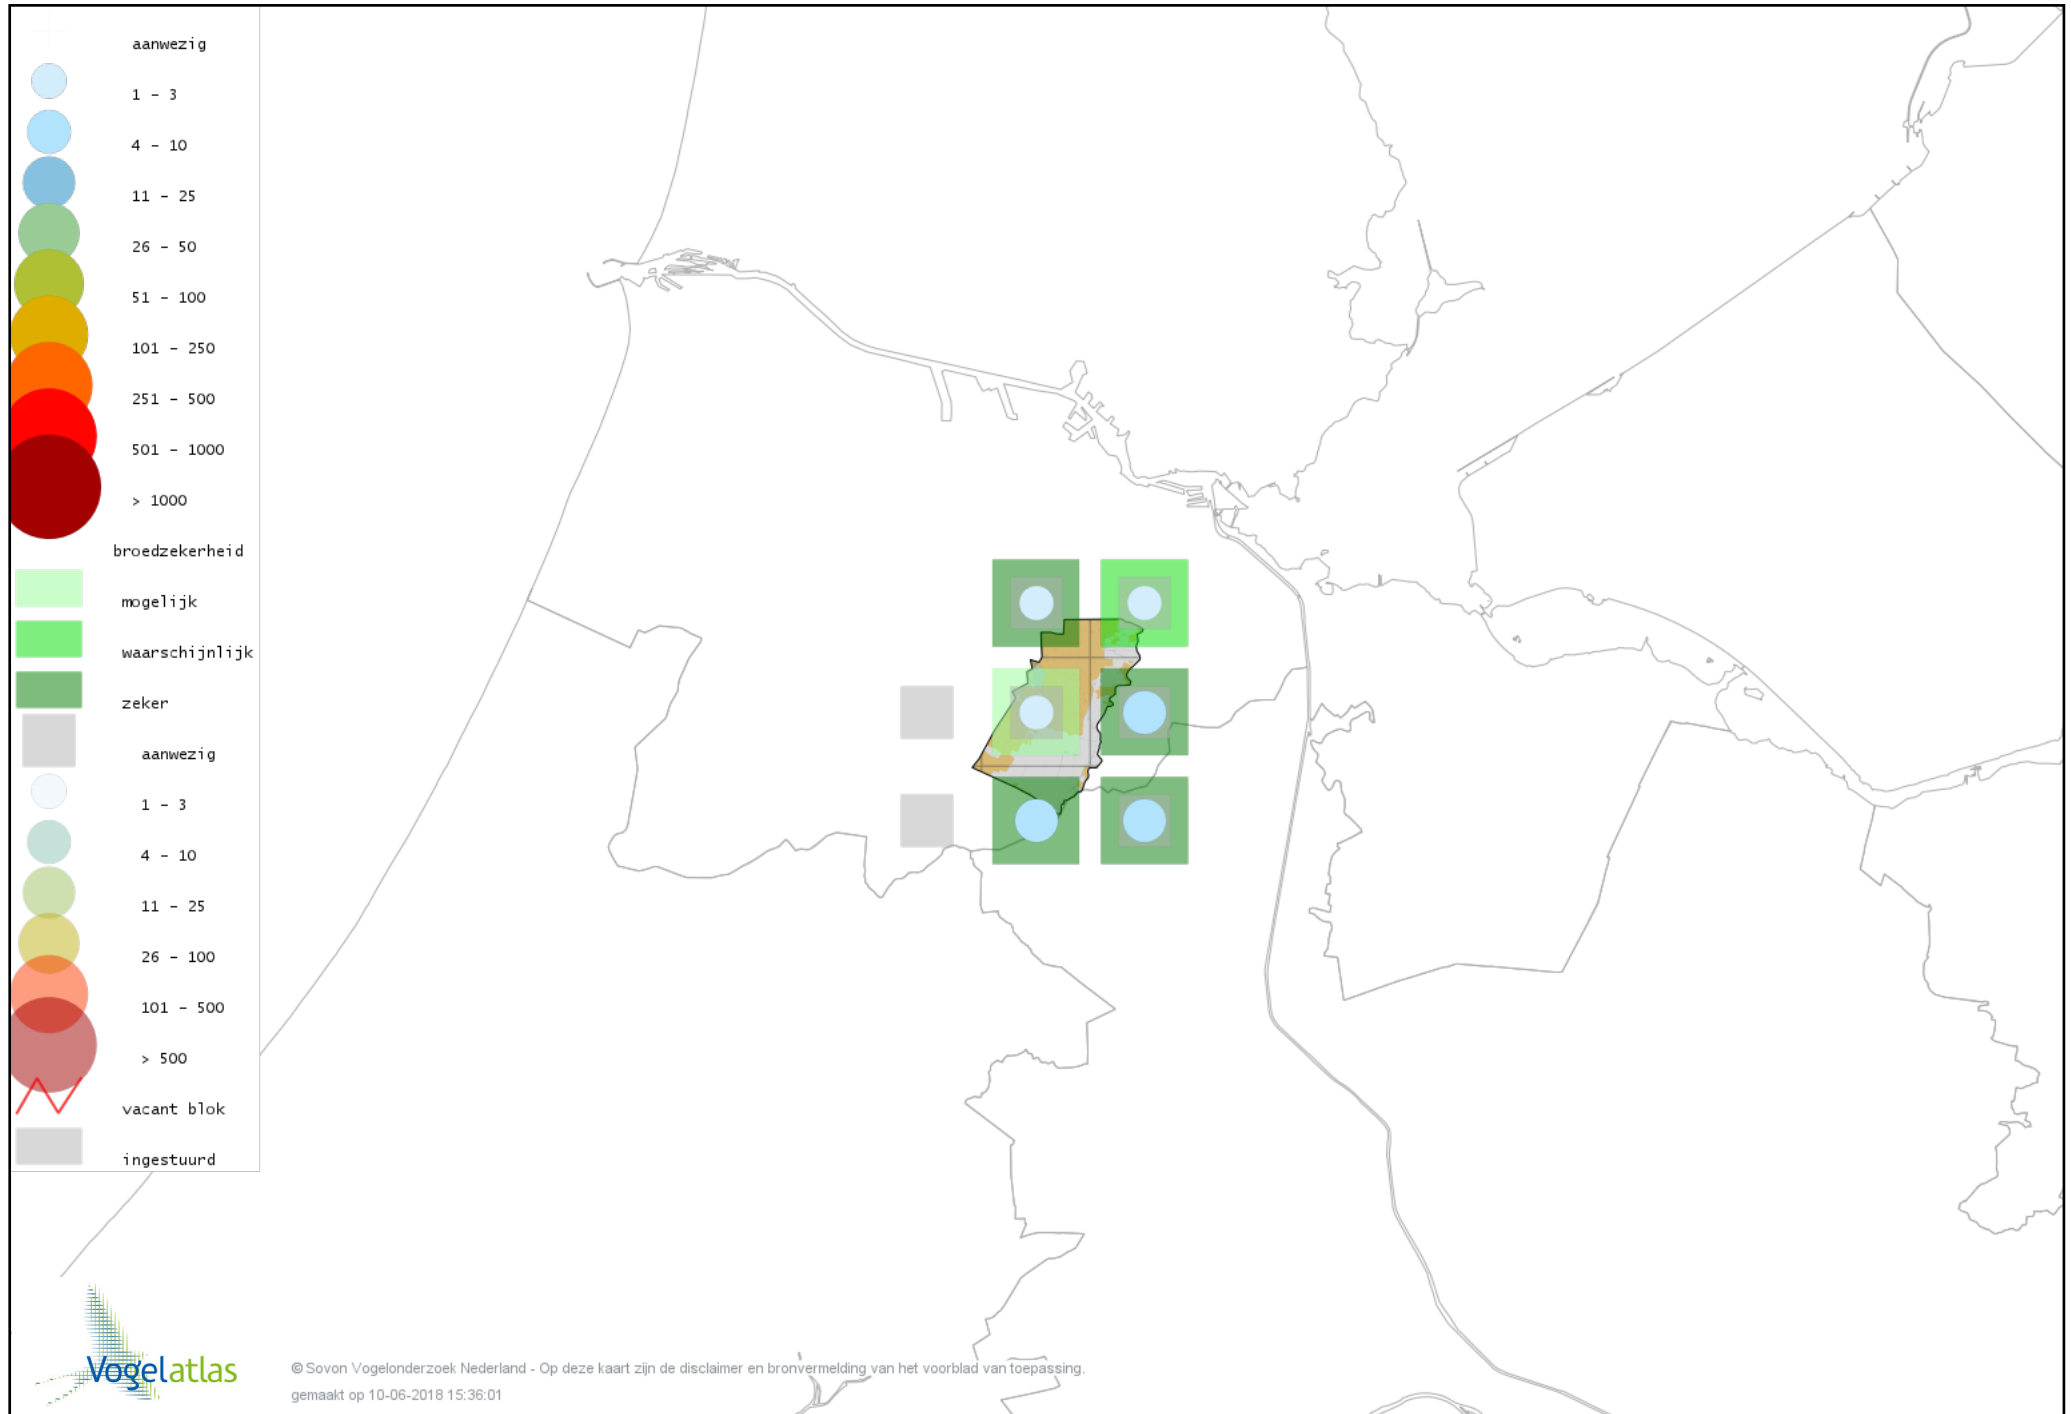 aanwezig
1 - 3
4 - 10
11 - 25
26 - 50
51 - 100
101 - 250
251 - 500
501 - 1000
> 1000
broedzekerheid
mogelijk
waarschijnlijk
zeker
aanwezig
1 - 3
4 - 10
11 - 25
26 - 100
101 - 500
> 500
vacant blok
ingestuurd
Vogelatlas
© Sovon Vogelonderzoek Nederland - Op deze kaart zijn de disclaimer en bronvermelding van het voorblad van toepassing.
gemaakt op 10-06-2018 15:36:01